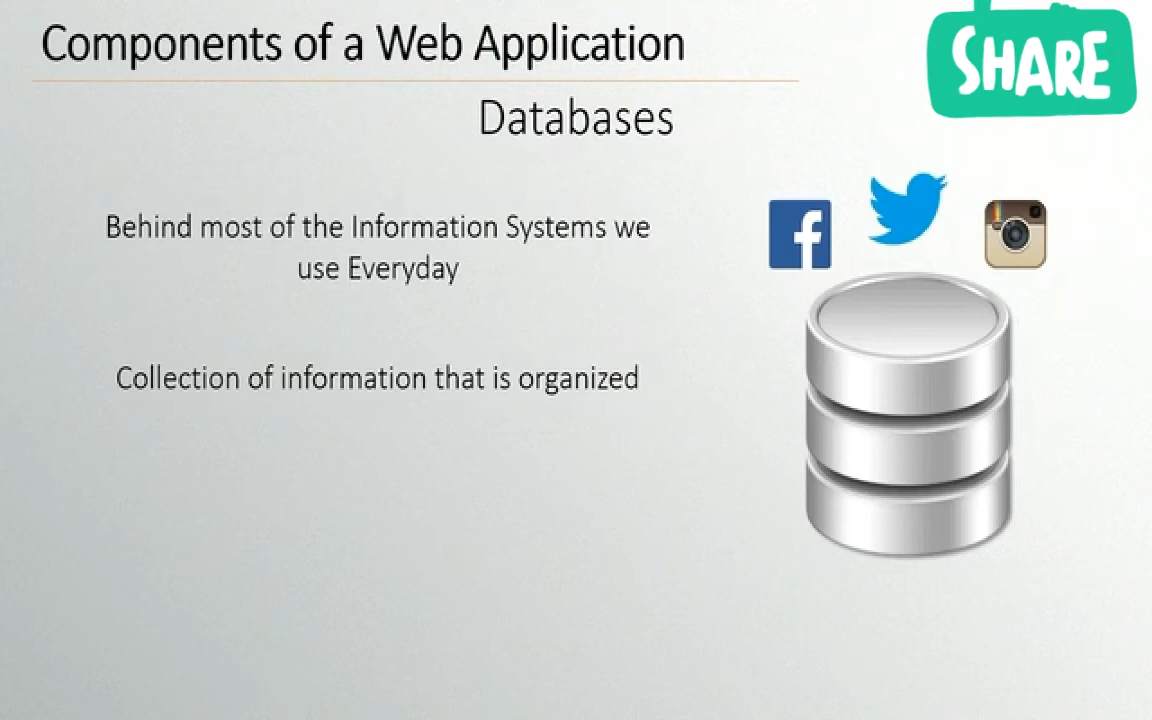 Components of a Web Application
SHARE
Databases
Behind most of the Information Systems we
use Everyday
Collection of information that is organized